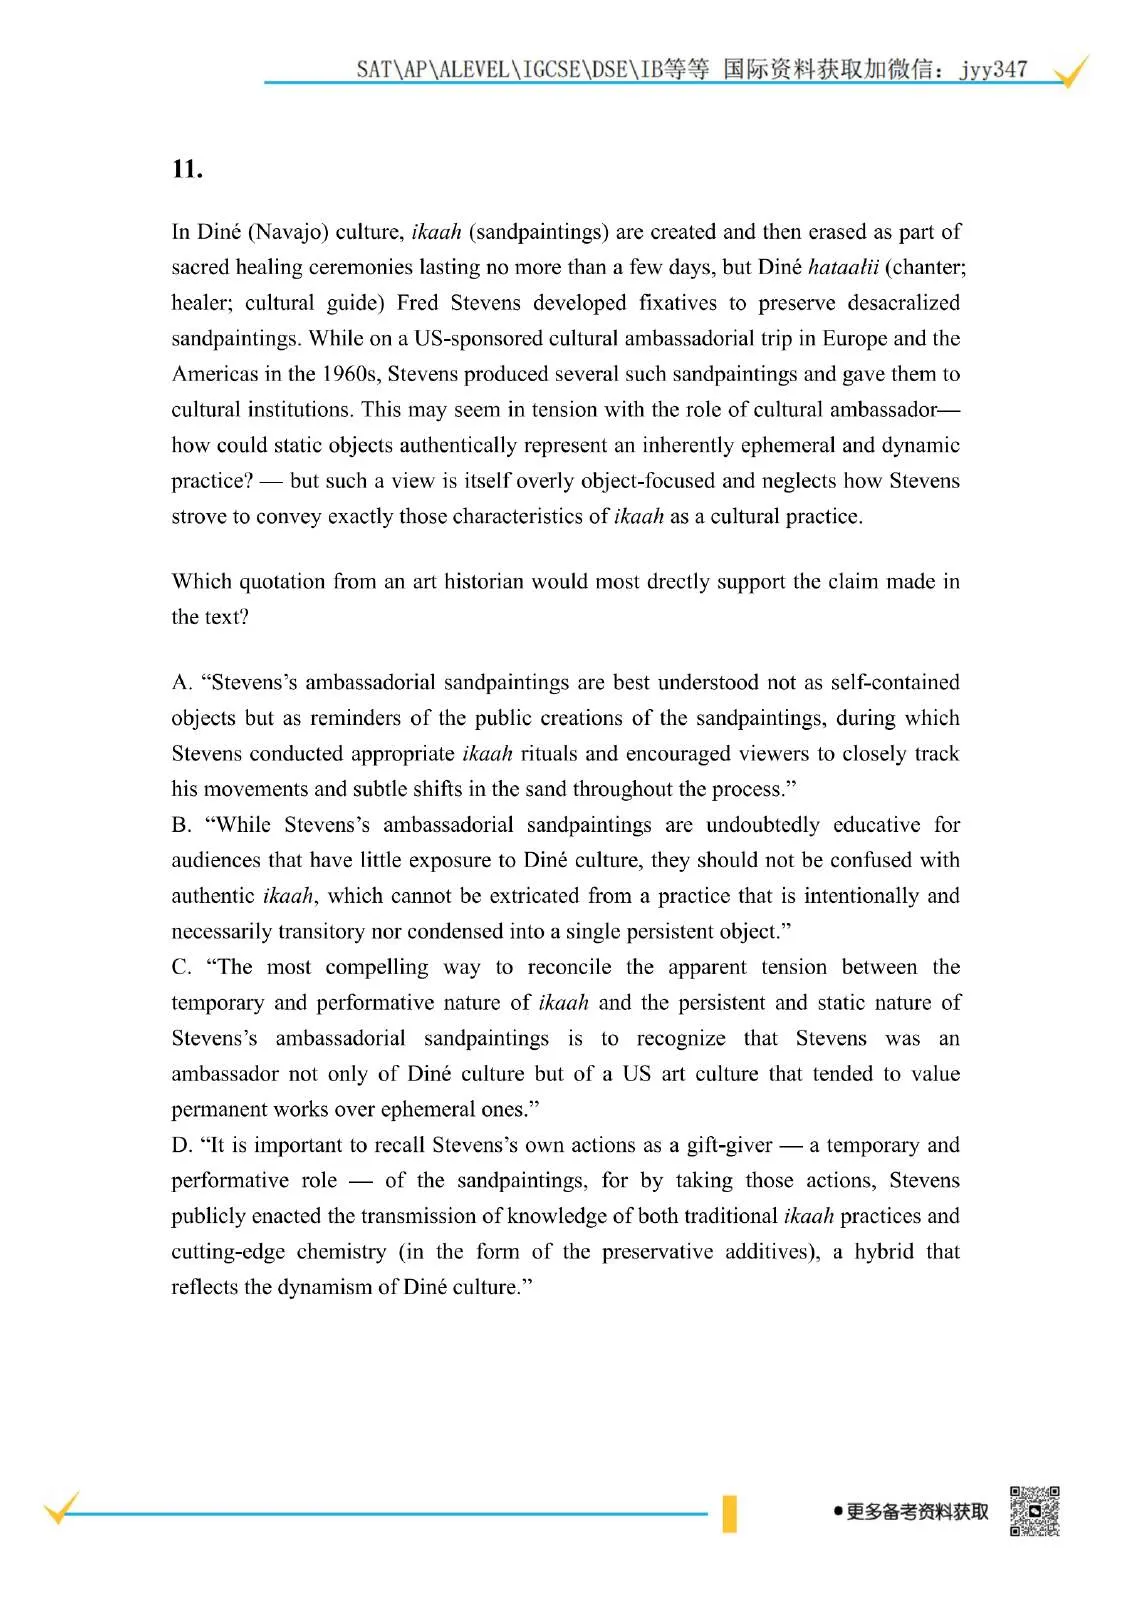 SAT\AP\ALEVEL\IGCSE\DSE\IB等等 国际资料获取加微信：jyy347
11.
In Diné (Navajo) culture, ikaah (sandpaintings) are created and then erased as part of
sacred healing ceremonies lasting no more than a few days, but Diné hataałii (chanter;
healer; cultural guide) Fred Stevens developed fixatives to preserve desacralized
sandpaintings. While on a US-sponsored cultural ambassadorial trip in Europe and the
Americas in the 1960s, Stevens produced several such sandpaintings and gave them to
cultural institutions. This may seem in tension with the role of cultural ambassador—
how could static objects authentically represent an inherently ephemeral and dynamic
practice? — but such a view is itself overly object-focused and neglects how Stevens
strove to convey exactly those characteristics of ikaah as a cultural practice.
Which quotation from an art historian would most drectly support the claim made in
the text?
A. “Stevens’s ambassadorial sandpaintings are best understood not as self-contained
objects but as reminders of the public creations of the sandpaintings, during which
Stevens conducted appropriate ikaah rituals and encouraged viewers to closely track
his movements and subtle shifts in the sand throughout the process.”
B. “While Stevens’s ambassadorial sandpaintings are undoubtedly educative for
audiences that have little exposure to Diné culture, they should not be confused with
authentic ikaah, which cannot be extricated from a practice that is intentionally and
necessarily transitory nor condensed into a single persistent object.”
C. “The most compelling way to reconcile the apparent tension between the
temporary and performative nature of ikaah and the persistent and static nature of
Stevens’s ambassadorial sandpaintings is to recognize that Stevens was an
ambassador not only of Diné culture but of a US art culture that tended to value
permanent works over ephemeral ones.”
D. “It is important to recall Stevens’s own actions as a gift-giver — a temporary and
performative role — of the sandpaintings, for by taking those actions, Stevens
publicly enacted the transmission of knowledge of both traditional ikaah practices and
cutting-edge chemistry (in the form of the preservative additives), a hybrid that
reflects the dynamism of Diné culture.”
•更多备考资料获取